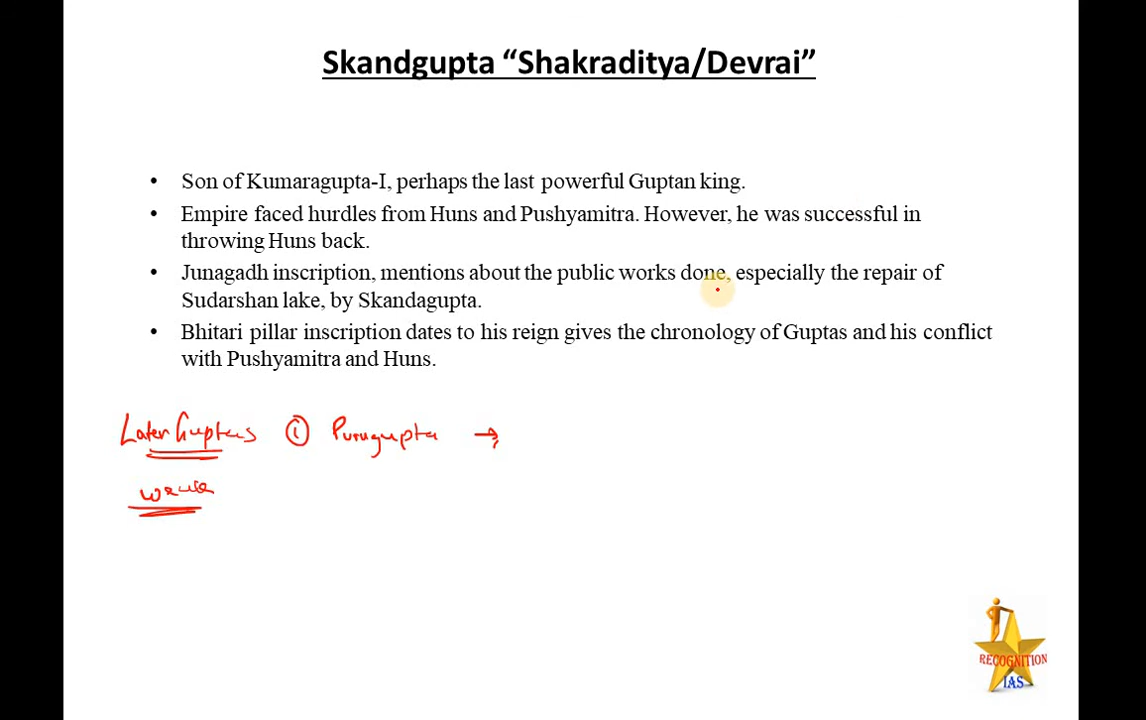 Skandgupta “Shakraditya/Devrai”
• Son of Kumaragupta-I, perhaps the last powerful Guptan king.
• Empire faced hurdles from Huns and Pushyamitra. However, he was successful in
throwing Huns back.
• Junagadh inscription, mentions about the public works done, especially the repair of
Sudarshan lake, by Skandagupta.
• Bhitari pillar inscription dates to his reign gives the chronology of Guptas and his conflict
with Pushyamitra and Huns.
Later Guptas ① Purugupta →
RECOGNITION
IAS